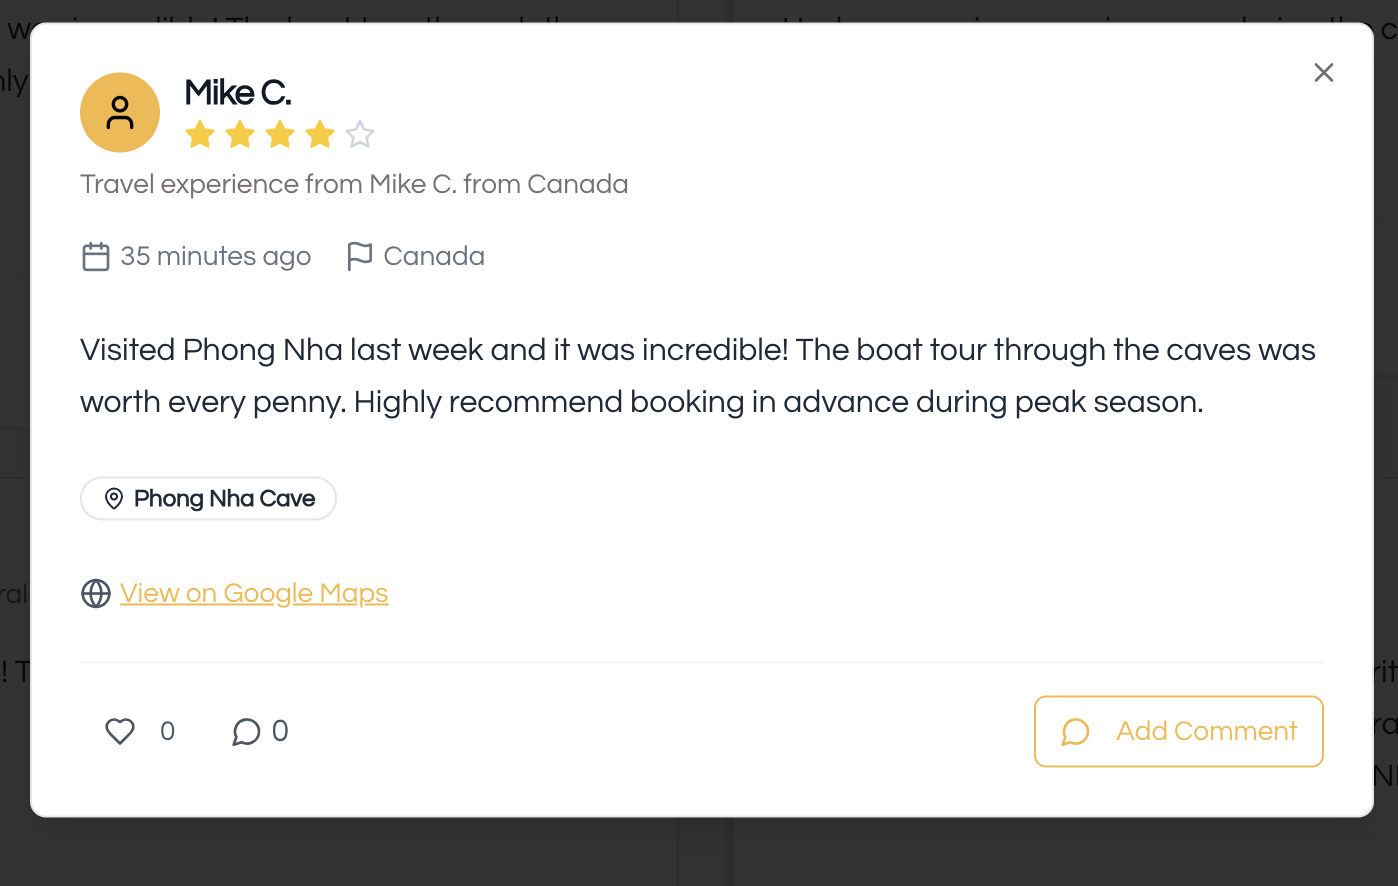 Mike C.
Travel experience from Mike C. from Canada
35 minutes ago Canada
Visited Phong Nha last week and it was incredible! The boat tour through the caves was
worth every penny. Highly recommend booking in advance during peak season.
Phong Nha Cave
View on Google Maps
0 0 Add Comment